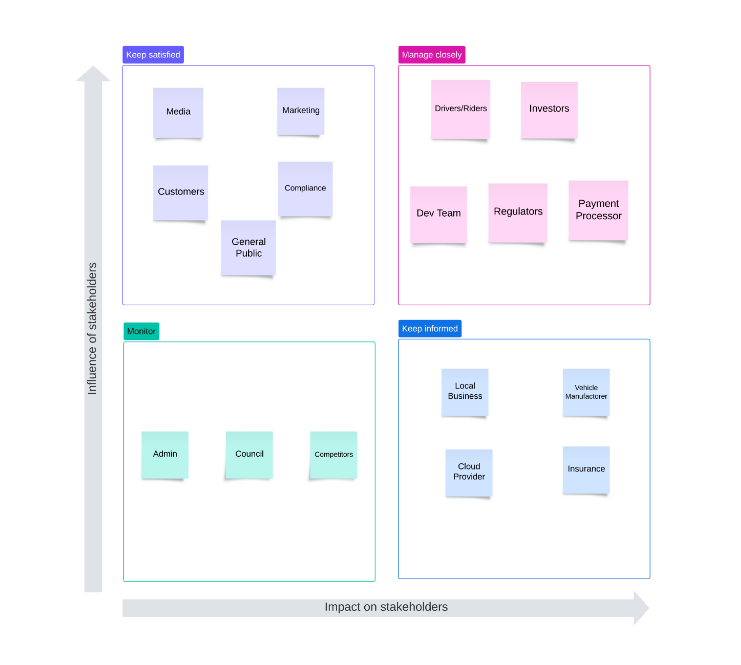 Keep satisfied
Media
Marketing
Customers
Compliance
General
Public
Manage closely
Drivers/Riders
Investors
Dev Team
Regulators
Payment
Processor
Monitor
Admin
Council
Competitors
Keep informed
Local
Business
Vehicle
Manufactorer
Cloud
Provider
Insurance
Influence of stakeholders
Impact on stakeholders